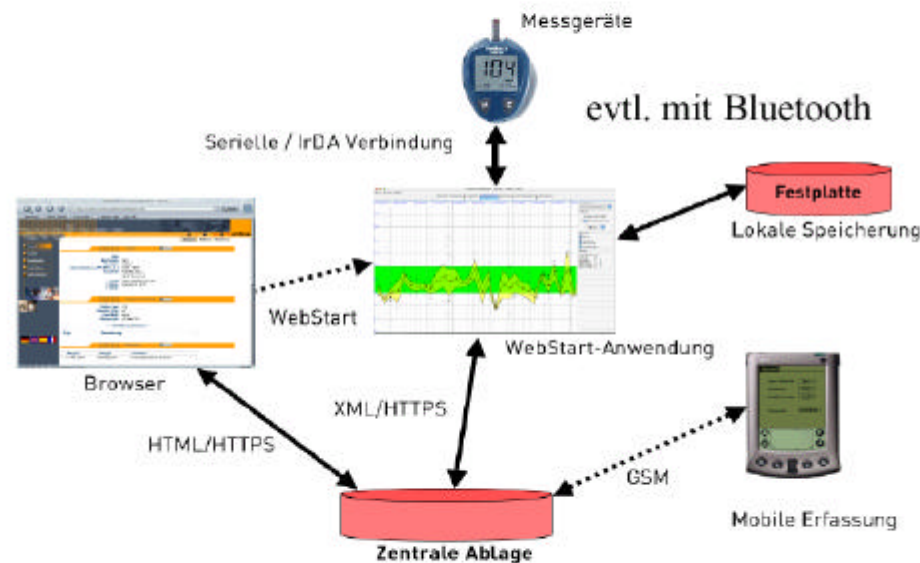 Messgeräte
104
evtl. mit Bluetooth
Serielle / IrDA Verbindung
Festplatte
Lokale Speicherung
WebStart
WebStart-Anwendung
Browser
XML/HTTPS
HTML/HTTPS
GSM
Mobile Erfassung
Zentrale Ablage